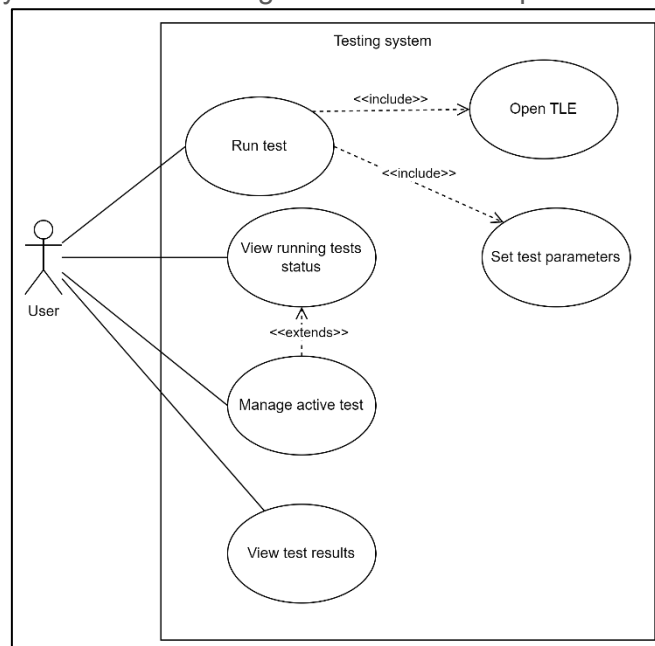 Testing system
<<include>>
Open TLE
Run test
<<include>>
View running tests
status
Set test parameters
User
<<extends>>
Manage active test
View test results